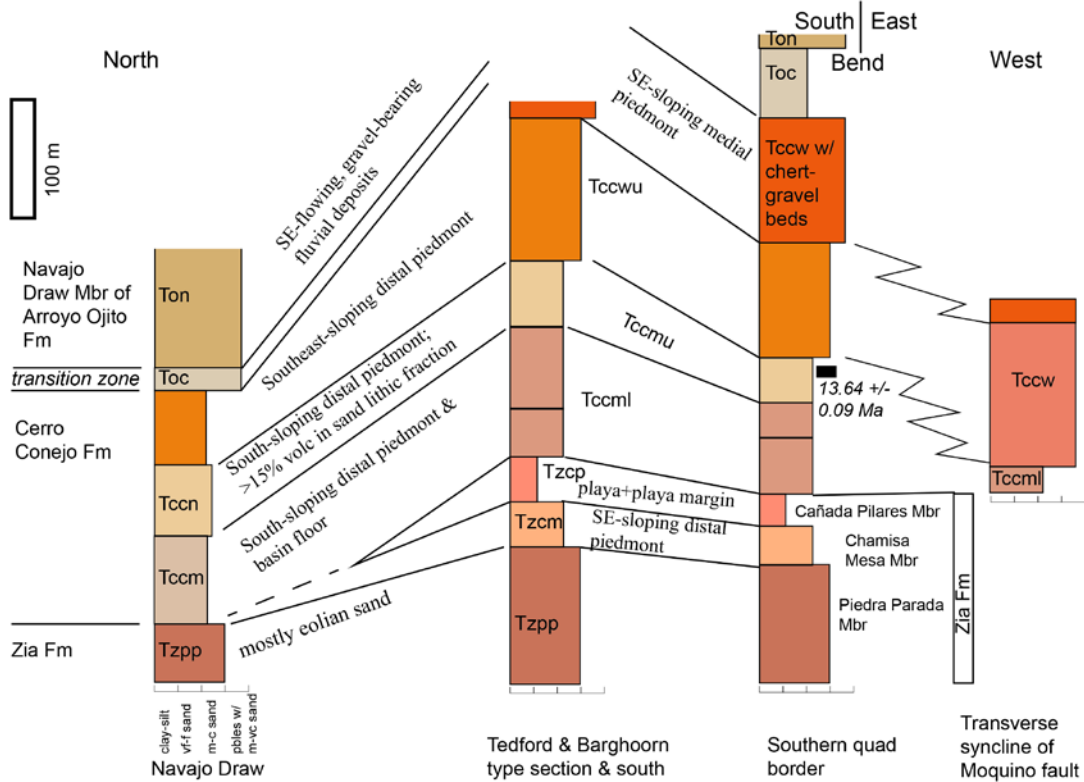 North
South
East
Bend
West
100 m
SE-flowing, gravel-bearing
fluvial deposits
SE-sloping medial
piedmont
Ton
Toc
Tccw w/
chert-
gravel
beds
Navajo
Draw Mbr of
Arroyo Ojito
Fm
Ton
transition zone
Toc
Southeast-sloping distal piedmont
Tccwu
Cerro
Conejo Fm
South-sloping distal piedmont;
>15% volc in sand lithic fraction
Tccmu
13.64 +/-
0.09 Ma
Tccw
Tccn
South-sloping distal piedmont &
basin floor
Tccml
Tccml
Tccm
Tzcp
playa+playa margin
Cañada Pilares Mbr
Tzcm
SE-sloping distal
piedmont
Chamisa
Mesa Mbr
mostly eolian sand
Zia Fm
Tzpp
Tzpp
Piedra Parada
Mbr
Zia Fm
clay-silt
vf-f sand
m-c sand
pbles w/
m-vc sand
Navajo Draw
Tedford & Barghoorn
type section & south
Southern quad
border
Transverse
syncline of
Moquino fault